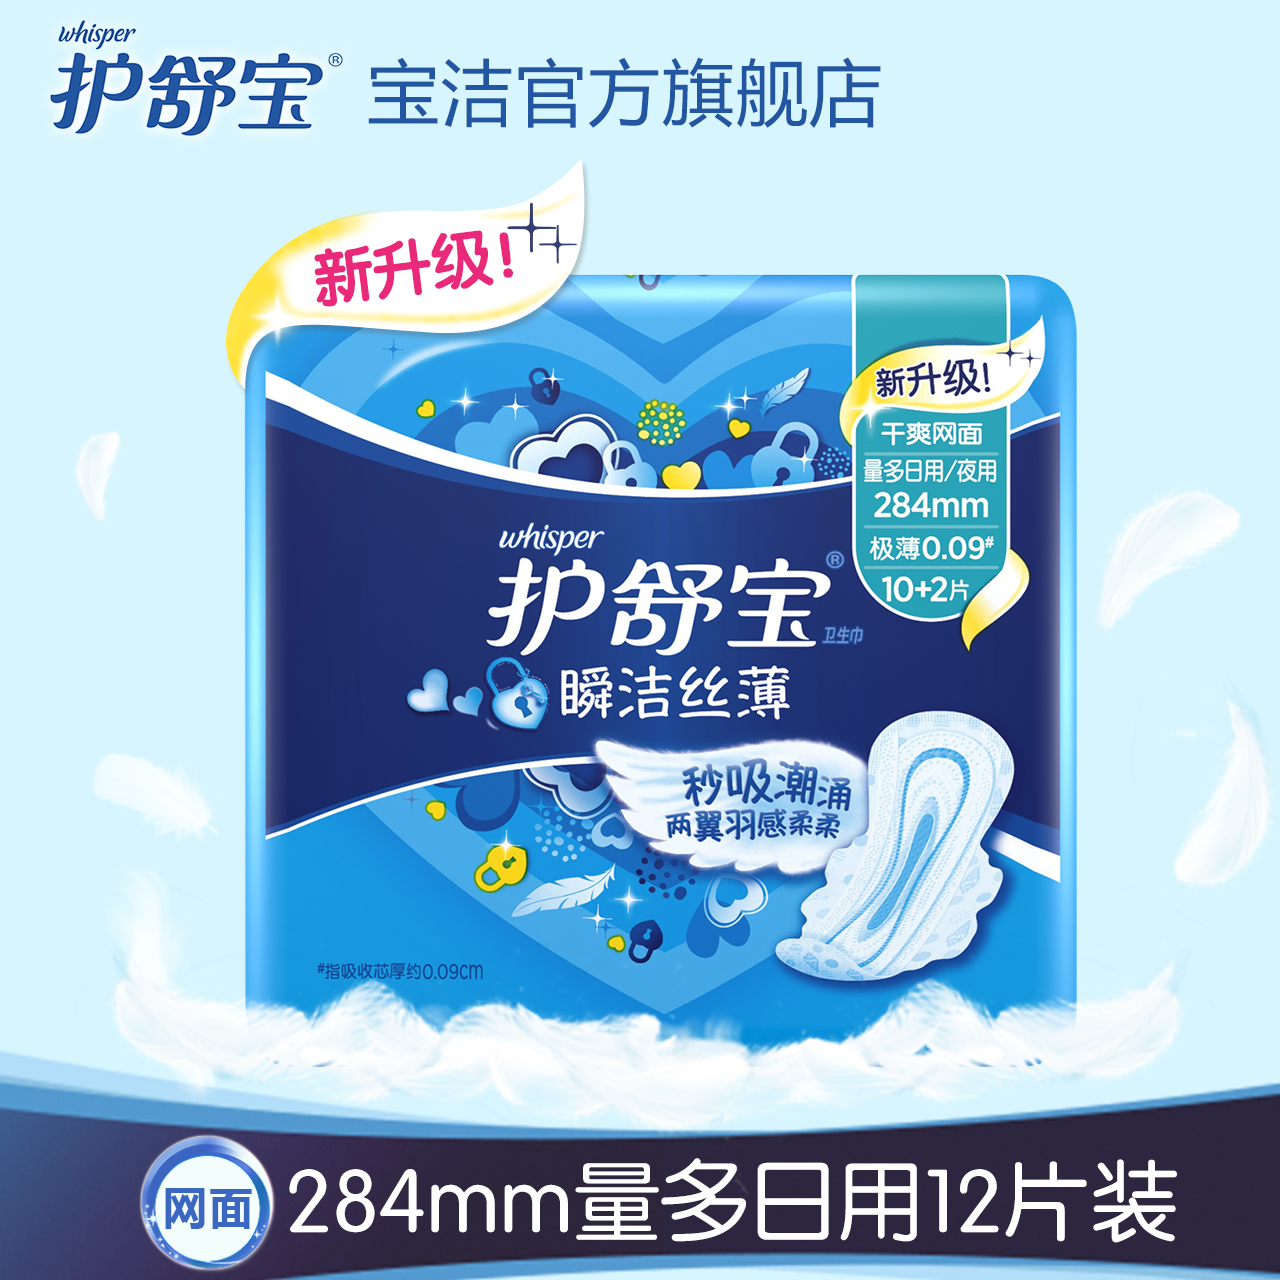 whisper
护舒宝® 宝洁官方旗舰店
新升级!
新升级!
干爽网面
量多日用/夜用
284mm
极薄0.09#
10+2片
whisper
护舒宝®
卫生巾
瞬洁丝薄
秒吸潮涌
两翼羽感柔柔
#指吸收芯厚约0.09cm
网面 284mm量多日用12片装